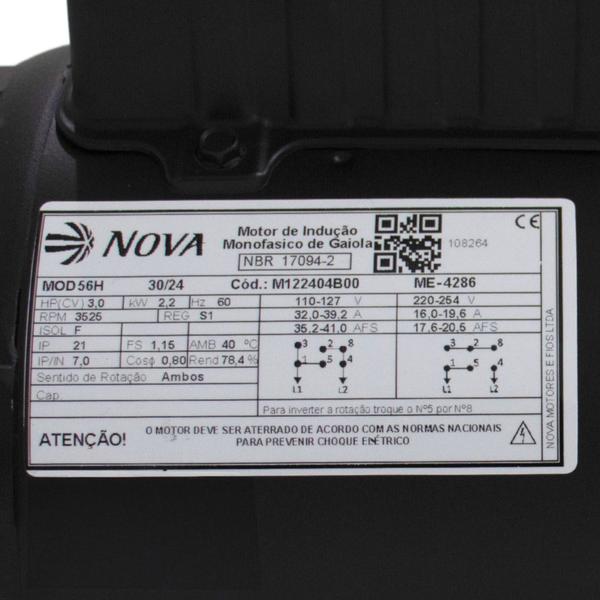 NOVA
Motor de Indução
Monofasico de Gaiola
NBR 17094-2
108264
CE
MOD 56H 30/24 Cód.: M122404B00 ME-4286
HP(CV) 3,0 kW 2,2 Hz 60 110-127 V 220-254 V
RPM 3525 REG S1 32,0-39,2 A 16,0-19,6 A
ISOL F 35.2-41.0 AFS 17.6-20.5 AFS
IP 21 FS 1,15 AMB 40 ºC 3 2 8 3 2 8
IP/IN 7,0 Cosφ 0,80 Rend 78,4% 1 5 1 5 4
Sentido de Rotação Ambos L1 L2 L1 L2
Cap.
Para inverter a rotação troque o Nº5 por Nº8
ATENÇÃO!
O MOTOR DEVE SER ATERRADO DE ACORDO COM AS NORMAS NACIONAIS
PARA PREVENIR CHOQUE ENÉTRICO
NOVA MOTORES E FIOS LTDA